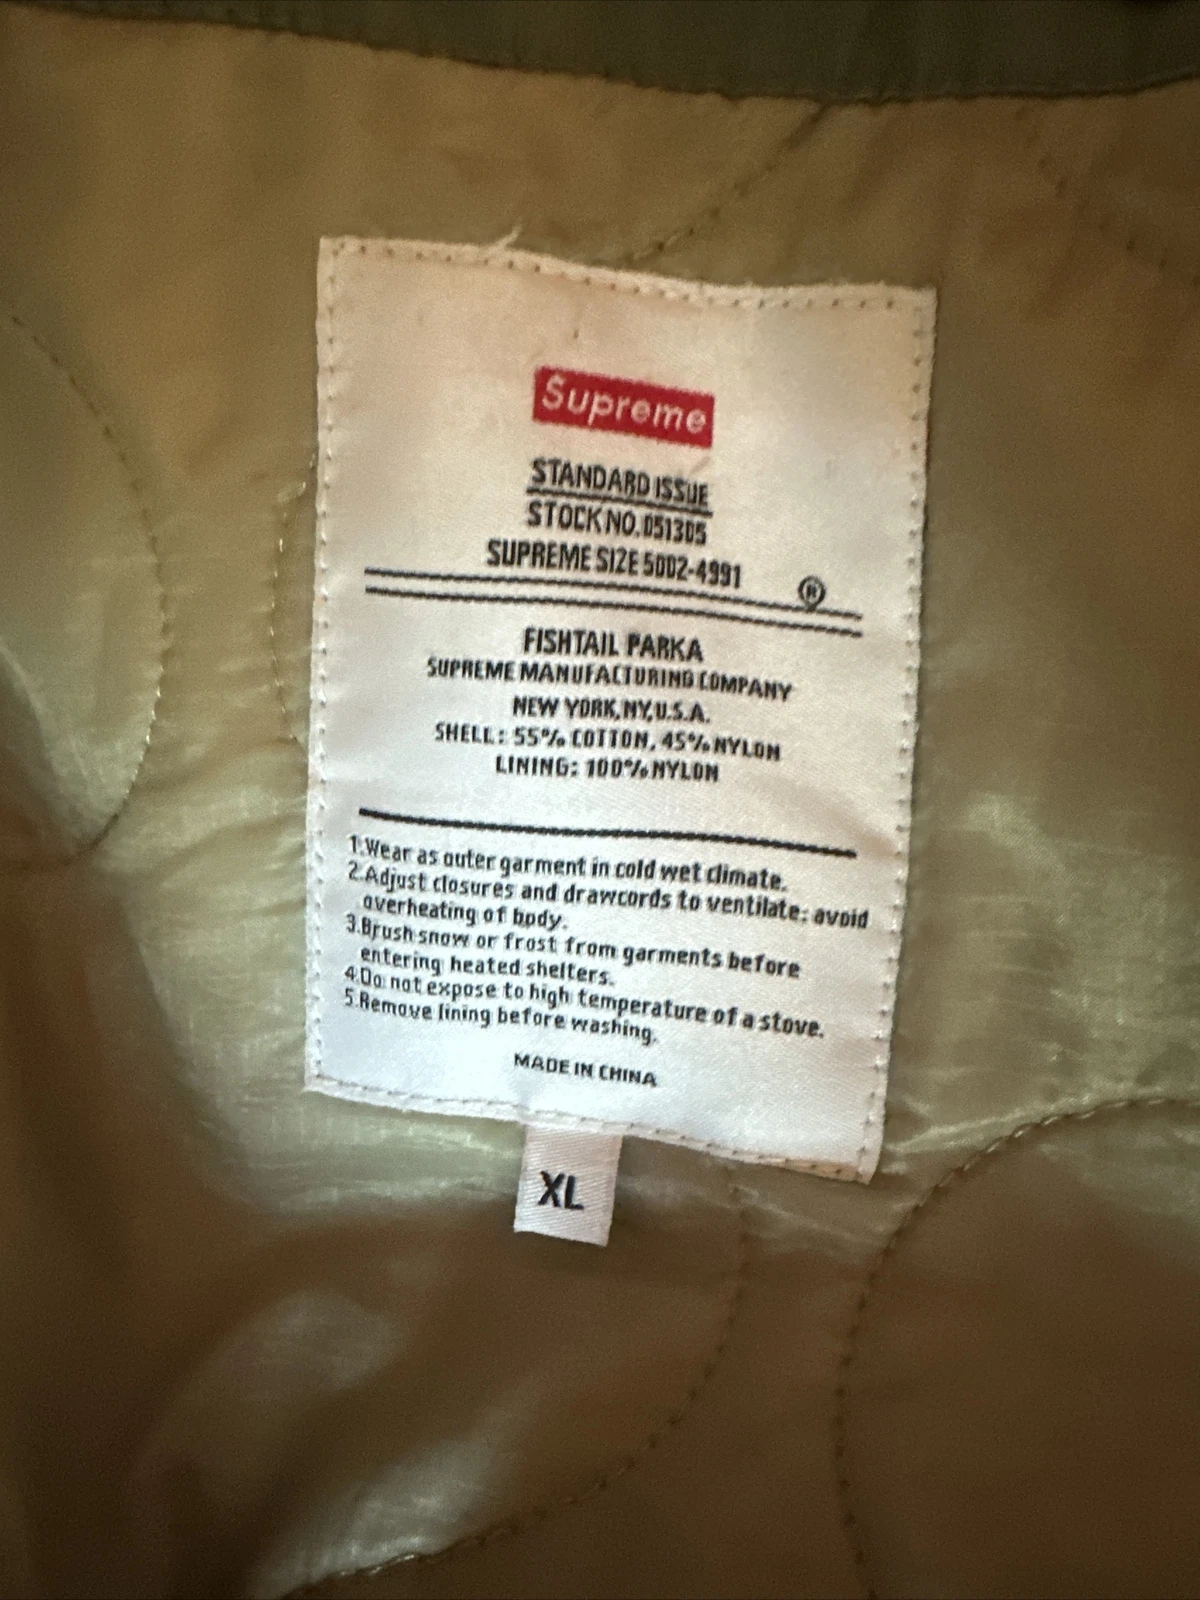 Supreme
STANDARD ISSUE
STOCK NO. 051305
SUPREME SIZE 5002-4991
®
FISHTAIL PARKA
SUPREME MANUFACTURING COMPANY
NEW YORK, NY, U.S.A.
SHELL: 55% COTTON, 45% NYLON
LINING: 100% NYLON
1.Wear as outer garment in cold wet climate.
2.Adjust closures and drawcords to ventilate: avoid
overheating of body.
3.Brush snow or frost from garments before
entering heated shelters.
4.Do not expose to high temperature of a stove.
5.Remove lining before washing.
MADE IN CHINA
XL